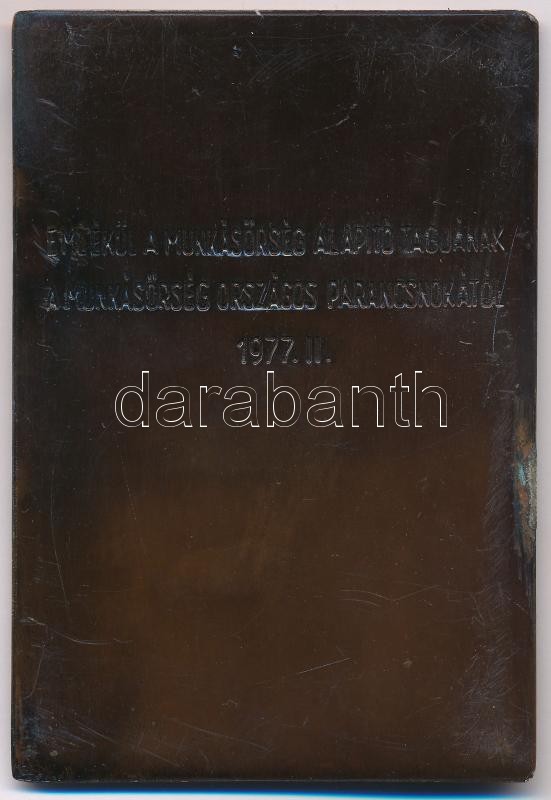 EMLÉKÜL A MUNKÁSŐRSÉG ALAPÍTÓ TAGJÁNAK
A MUNKÁSŐRSÉG ORSZÁGOS PARANCSNOKÁTÓL
1977. II.
darabanth